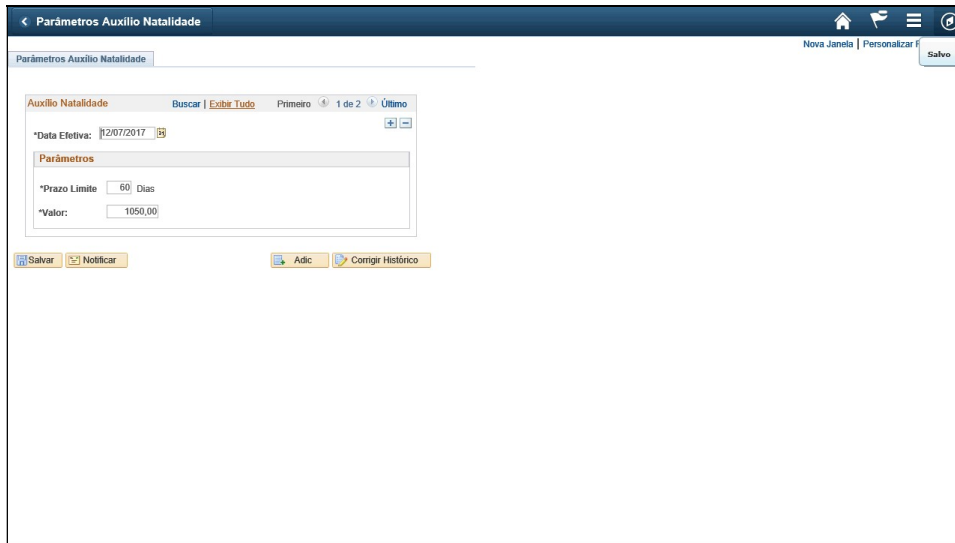 Parâmetros Auxílio Natalidade
Nova Janela | Personalizar
Salvo
Parâmetros Auxílio Natalidade
Auxílio Natalidade Buscar | Exibir Tudo Primeiro 1 de 2 Último
*Data Efetiva: 12/07/2017
Parâmetros
*Prazo Limite 60 Dias
*Valor: 1050,00
Salvar Notificar Adic Corrigir Histórico